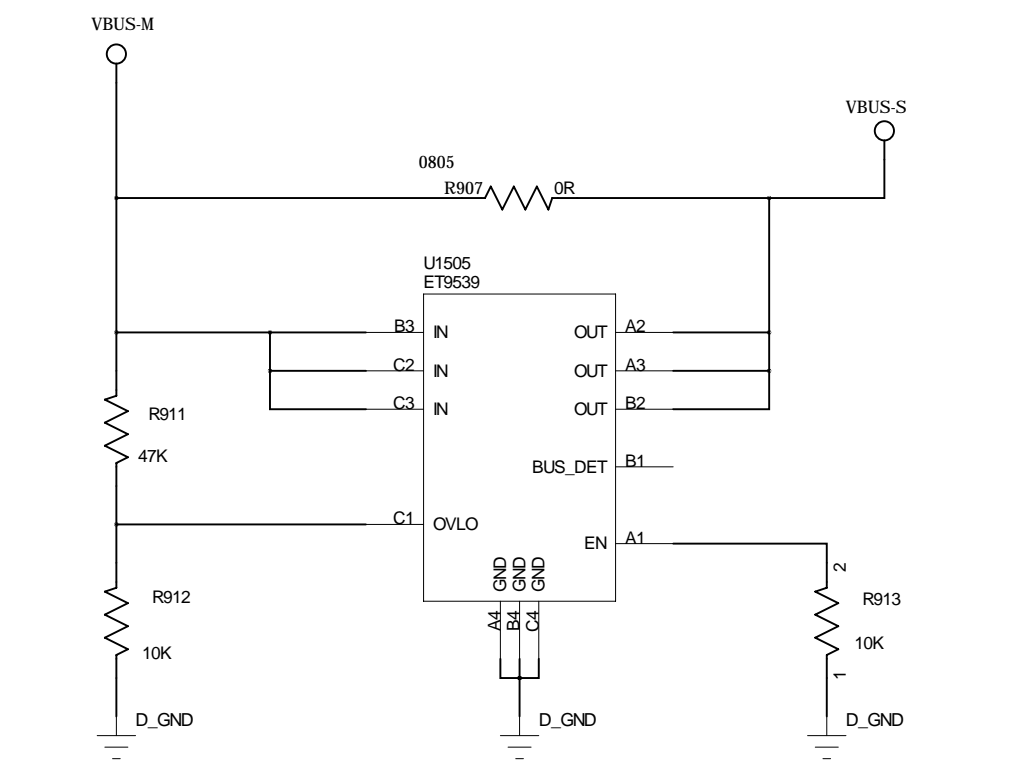 VBUS-M
VBUS-S
0805
R907
0R
U1505
ET9539
B3
IN
OUT
A2
C2
IN
OUT
A3
C3
IN
OUT
B2
R911
47K
BUS_DET
B1
C1
OVLO
EN
A1
GND
GND
GND
A4
B4
C4
R912
10K
2
R913
10K
1
D_GND
D_GND
D_GND